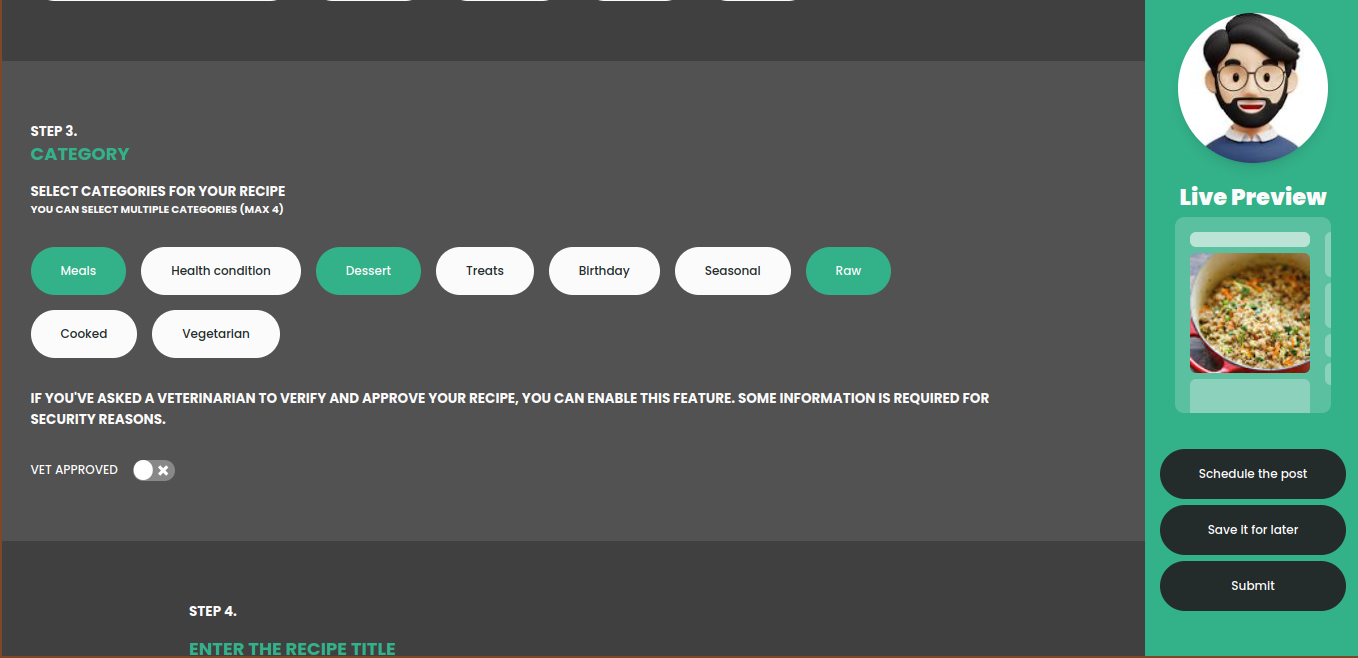 STEP 3.
CATEGORY
SELECT CATEGORIES FOR YOUR RECIPE
YOU CAN SELECT MULTIPLE CATEGORIES (MAX 4)
Meals Health condition Dessert Treats Birthday Seasonal Raw
Cooked Vegetarian
IF YOU'VE ASKED A VETERINARIAN TO VERIFY AND APPROVE YOUR RECIPE, YOU CAN ENABLE THIS FEATURE. SOME INFORMATION IS REQUIRED FOR
SECURITY REASONS.
VET APPROVED
STEP 4.
ENTER THE RECIPE TITLE
Live Preview
Schedule the post
Save it for later
Submit